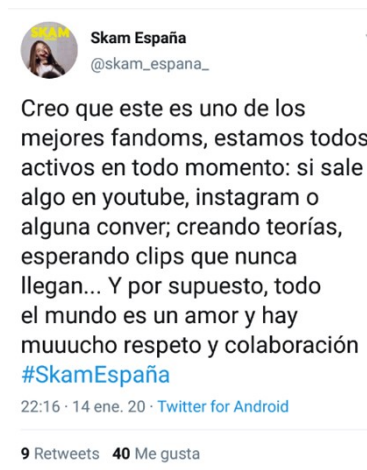 SKAM
Skam España
@skam_espana_
Creo que este es uno de los
mejores fandoms, estamos todos
activos en todo momento: si sale
algo en youtube, instagram o
alguna conver; creando teorías,
esperando clips que nunca
llegan... Y por supuesto, todo
el mundo es un amor y hay
muuucho respeto y colaboración
#SkamEspaña
22:16 · 14 ene. 20 · Twitter for Android
9 Retweets 40 Me gusta